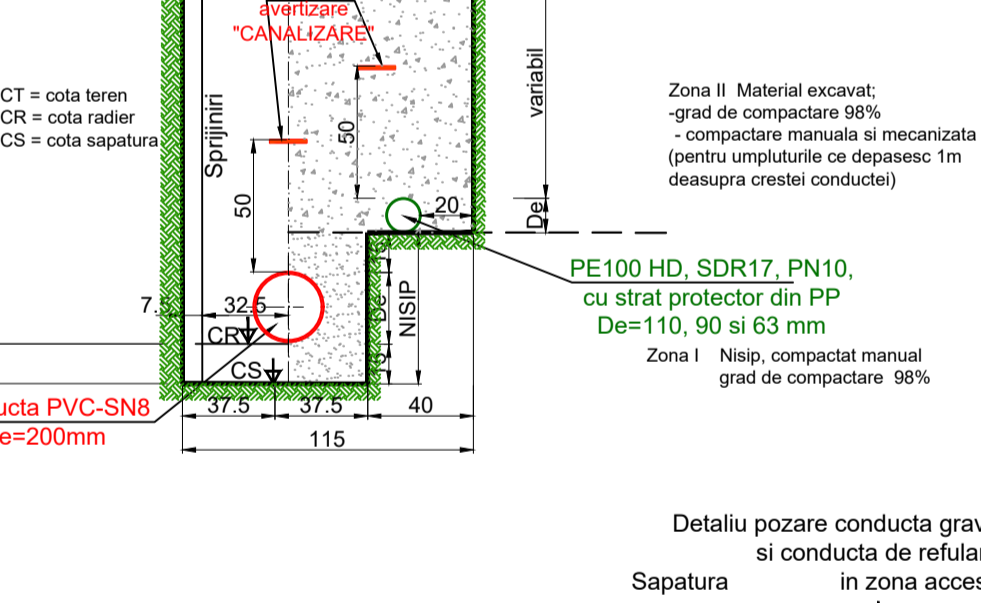 avertizare
"CANALIZARE"
CT = cota teren
CR = cota radier
CS = cota sapatura
Sprijiniri
50
50
variabil
Zona II Material excavat;
-grad de compactare 98%
- compactare manuala si mecanizata
(pentru umpluturile ce depasesc 1m
deasupra crestei conductei)
20
De
PE100 HD, SDR17, PN10,
cu strat protector din PP
De=110, 90 si 63 mm
7.5
32.5
De
NISIP
CR
CS
15
Zona I Nisip, compactat manual
grad de compactare 98%
ucta PVC-SN8
e=200mm
37.5
37.5
40
115
Detaliu pozare conducta grav
si conducta de refula
Sapatura in zona acces